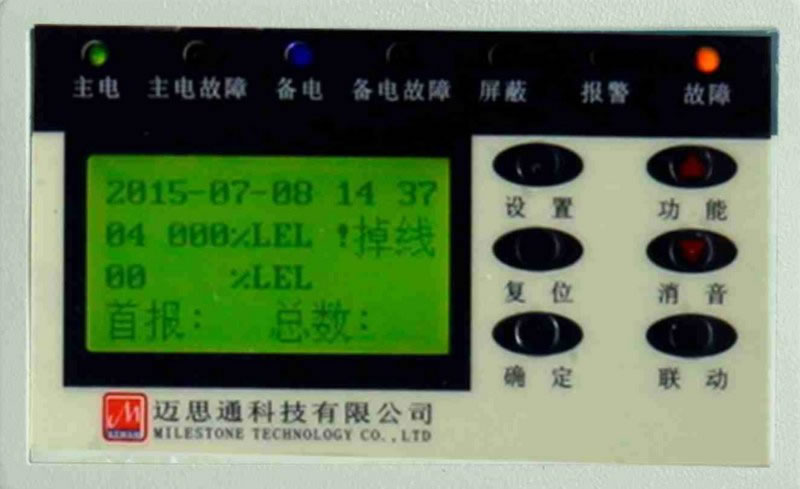 主电 主电故障 备电 备电故障 屏蔽 报警 故障
2015-07-08 14 37
04 000%LEL !掉线
00 %LEL
首报: 总数:
设置 功能
复位 消音
确定 联动
迈思通科技有限公司
MILESTONE TECHNOLOGY CO.,LTD